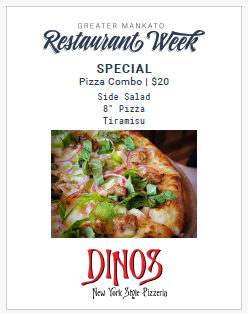 GREATER MANKATO
Restaurant Week
SPECIAL
Pizza Combo | $20
Side Salad
8" Pizza
Tiramisu
DINOS
New York Style Pizzeria